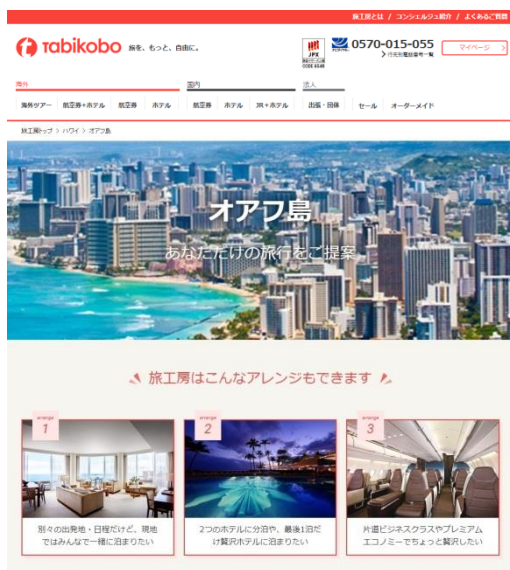 旅工房とは / コンシェルジュ紹介 / よくあるご質問
Tabikobo 旅を、もっと、自由に。
JPX
CODE 6548
0570-015-055
マイページ
海外
国内
法人
海外ツアー 航空券+ホテル 航空券 ホテル
航空券 ホテル JR+ホテル
出張・団体
セール オーダーメイド
旅工房トップ > ハワイ > オアフ島
オアフ島
あなただけの旅行をご提案
旅工房はこんなアレンジもできます
arrange
1
arrange
2
arrange
3
別々の出発地・日程だけど、現地
ではみんなで一緒に泊まりたい
2つのホテルに分泊や、最後1泊だ
け贅沢ホテルに泊まりたい
片道ビジネスクラスやプレミアム
エコノミーでちょっと贅沢したい